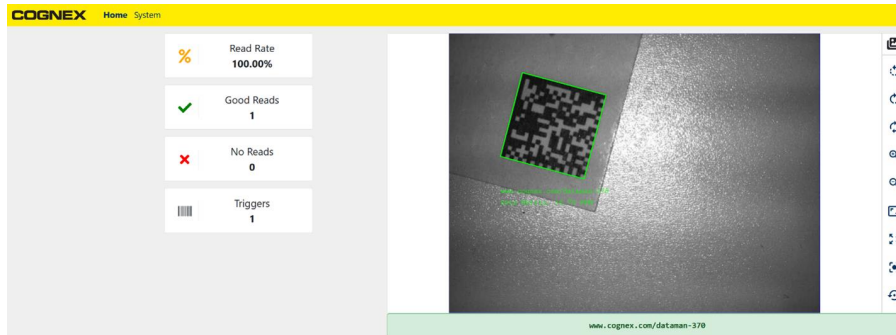 COGNEX Home System
Read Rate
100.00%
Good Reads
1
No Reads
0
Triggers
1
www.cognex.com/dataman-370